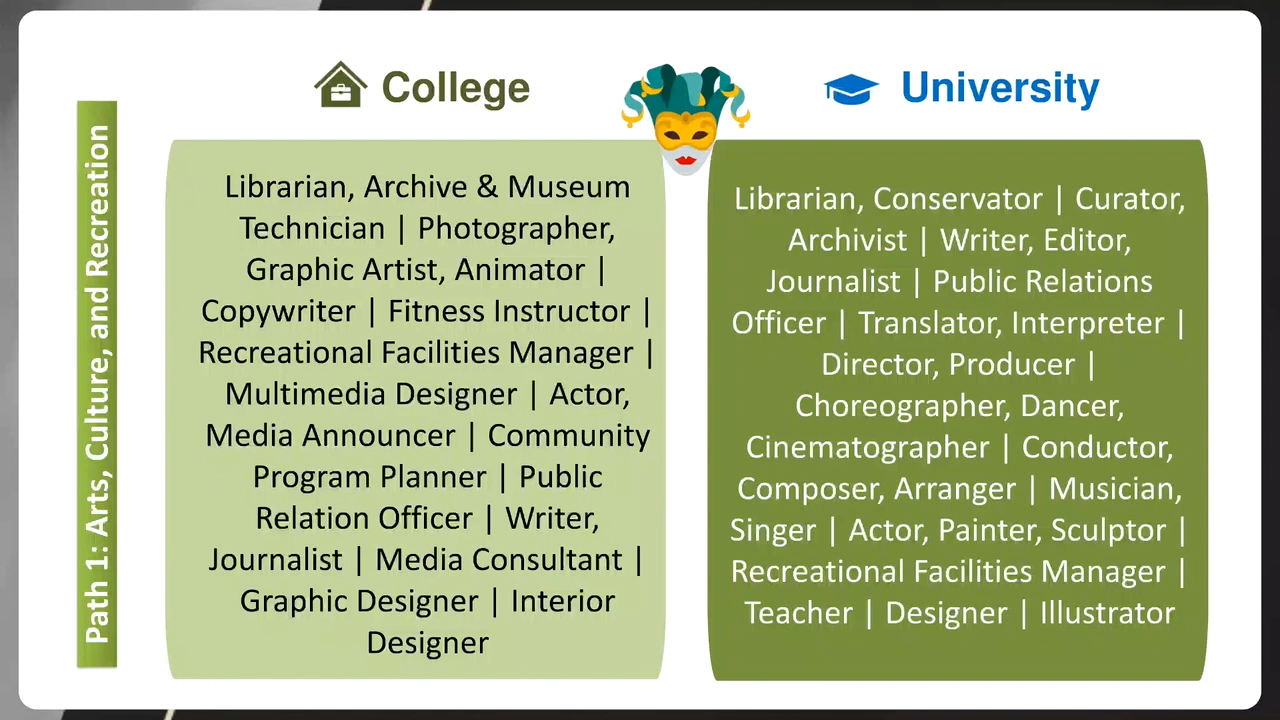 Path 1: Arts, Culture, and Recreation
College
Librarian, Archive & Museum
Technician | Photographer,
Graphic Artist, Animator |
Copywriter | Fitness Instructor |
Recreational Facilities Manager |
Multimedia Designer | Actor,
Media Announcer | Community
Program Planner | Public
Relation Officer | Writer,
Journalist | Media Consultant |
Graphic Designer | Interior
Designer
University
Librarian, Conservator | Curator,
Archivist | Writer, Editor,
Journalist | Public Relations
Officer | Translator, Interpreter |
Director, Producer |
Choreographer, Dancer,
Cinematographer | Conductor,
Composer, Arranger | Musician,
Singer | Actor, Painter, Sculptor |
Recreational Facilities Manager |
Teacher | Designer | Illustrator